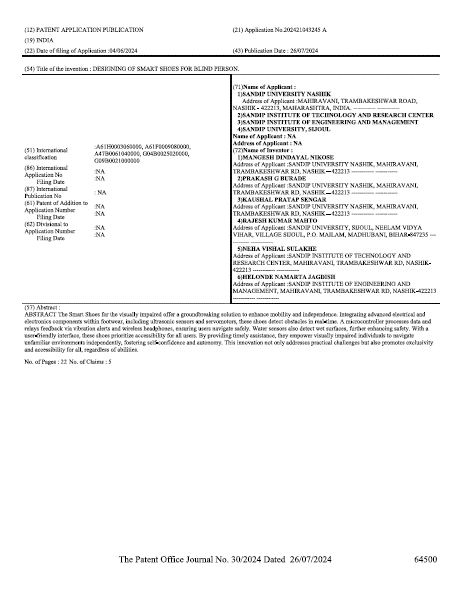 (12) PATENT APPLICATION PUBLICATION
(21) Application No.202421043245 A
(19) INDIA
(22) Date of filing of Application :04/06/2024
(43) Publication Date : 26/07/2024
(54) Title of the invention : DESIGNING OF SMART SHOES FOR BLIND PERSON.
(51) International classification
:A61H0003060000, A61F0009080000, A47B0061040000, G04B0025020000, G09B0021000000
(86) International Application No
:NA
Filing Date
:NA
(87) International Publication No
: NA
(61) Patent of Addition to Application Number
:NA
Filing Date
:NA
(62) Divisional to Application Number
:NA
Filing Date
:NA
(71)Name of Applicant :
1)SANDIP UNIVERSITY NASHIK
Address of Applicant :MAHIRAVANI, TRAMBAKESHWAR ROAD,
NASHIK - 422213, MAHARASHTRA, INDIA. ----------- -----------
2)SANDIP INSTITUTE OF TECHNOLOGY AND RESEARCH CENTER
3)SANDIP INSTITUTE OF ENGINEERING AND MANAGEMENT
4)SANDIP UNIVERSITY, SIJOUL
Name of Applicant : NA
Address of Applicant : NA
(72)Name of Inventor :
1)MANGESH DINDAYAL NIKOSE
Address of Applicant :SANDIP UNIVERSITY NASHIK, MAHIRAVANI,
TRAMBAKESHWAR RD, NASHIK–422213 ----------- -----------
2)PRAKASH G BURADE
Address of Applicant :SANDIP UNIVERSITY NASHIK, MAHIRAVANI,
TRAMBAKESHWAR RD, NASHIK–422213 ----------- -----------
3)KAUSHAL PRATAP SENGAR
Address of Applicant :SANDIP UNIVERSITY NASHIK, MAHIRAVANI,
TRAMBAKESHWAR RD, NASHIK–422213 ----------- -----------
4)RAJESH KUMAR MAHTO
Address of Applicant :SANDIP UNIVERSITY, SIJOUL, NEELAM VIDYA
VIHAR, VILLAGE SIJOUL, P.O. MAILAM, MADHUBANI, BIHAR-847235 ---
-------- -----------
5)NEHA VISHAL SULAKHE
Address of Applicant :SANDIP INSTITUTE OF TECHNOLOGY AND
RESEARCH CENTER, MAHIRAVANI, TRAMBAKESHWAR RD, NASHIK-
422213 ----------- -----------
6)HELONDE NAMARTA JAGDISH
Address of Applicant :SANDIP INSTITUTE OF ENGINEERING AND
MANAGEMENT, MAHIRAVANI, TRAMBAKESHWAR RD, NASHIK-422213
----------- -----------
(57) Abstract :
ABSTRACT The Smart Shoes for the visually impaired offer a groundbreaking solution to enhance mobility and independence. Integrating advanced electrical and
electronics components within footwear, including ultrasonic sensors and servomotors, these shoes detect obstacles in real-time. A microcontroller processes data and
relays feedback via vibration alerts and wireless headphones, ensuring users navigate safely. Water sensors also detect wet surfaces, further enhancing safety. With a
user-friendly interface, these shoes prioritize accessibility for all users. By providing timely assistance, they empower visually impaired individuals to navigate
unfamiliar environments independently, fostering self-confidence and autonomy. This innovation not only addresses practical challenges but also promotes exclusivity
and accessibility for all, regardless of abilities.
No. of Pages : 22 No. of Claims : 5
The Patent Office Journal No. 30/2024 Dated 26/07/2024
64500